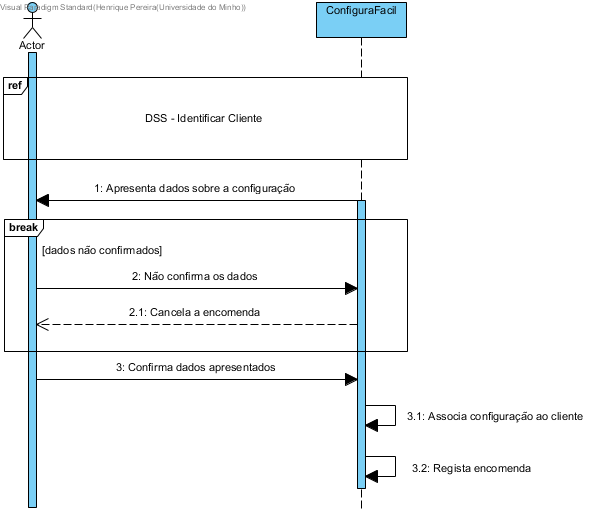 Visual Paradigm Standard(Henrique Pereira(Universidade do Minho))
ConfiguraFacil
Actor
ref
DSS - Identificar Cliente
1: Apresenta dados sobre a configuração
break
[dados não confirmados]
2: Não confirma os dados
2.1: Cancela a encomenda
3: Confirma dados apresentados
3.1: Associa configuração ao cliente
3.2: Regista encomenda